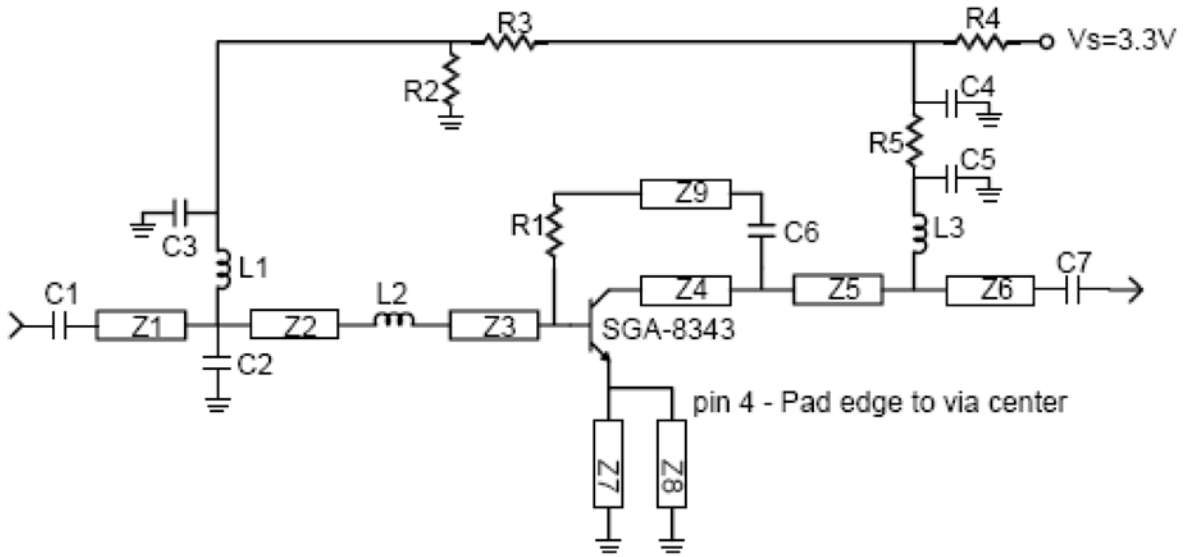 R3
R4
Vs=3.3V
R2
C4
R5
C5
Z9
R1
C6
L3
C3
L1
C7
C1
L2
Z4
Z5
Z6
Z1
Z2
Z3
SGA-8343
C2
pin 4 - Pad edge to via center
Z7
Z8